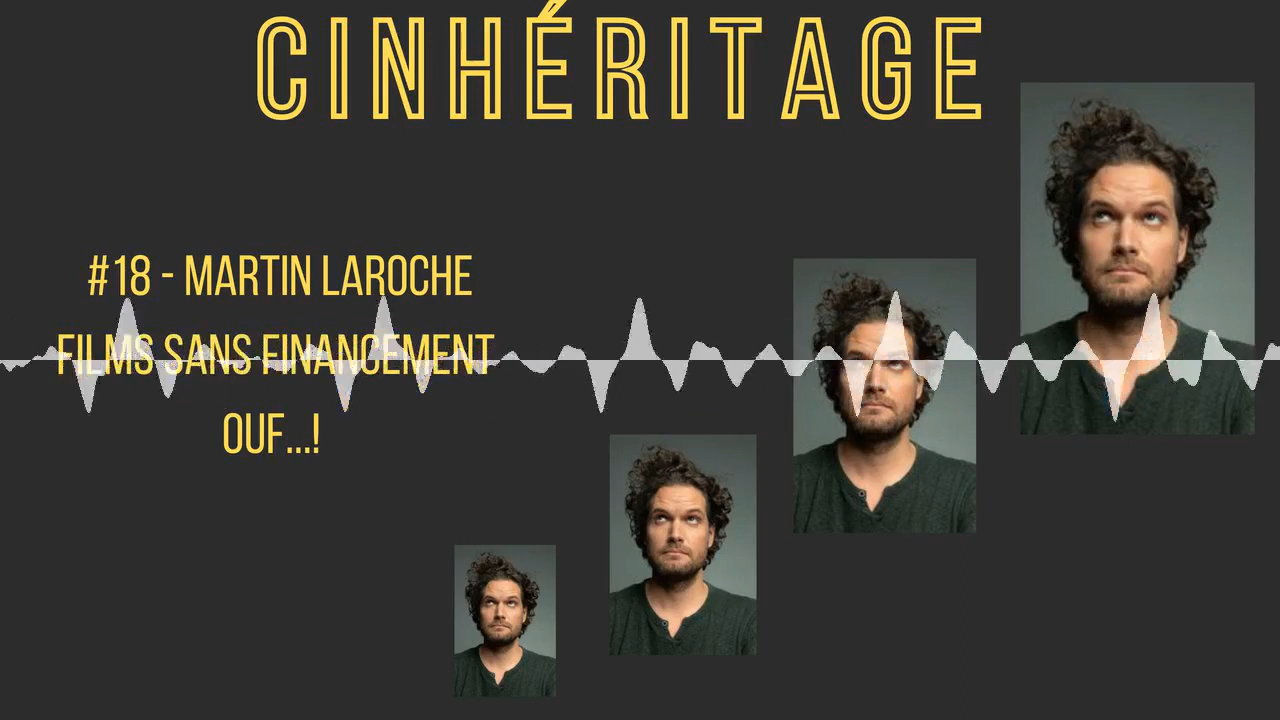 CINHÉRITAGE
#18 - MARTIN LAROCHE
FILMS SANS FINANCEMENT
OUF...!